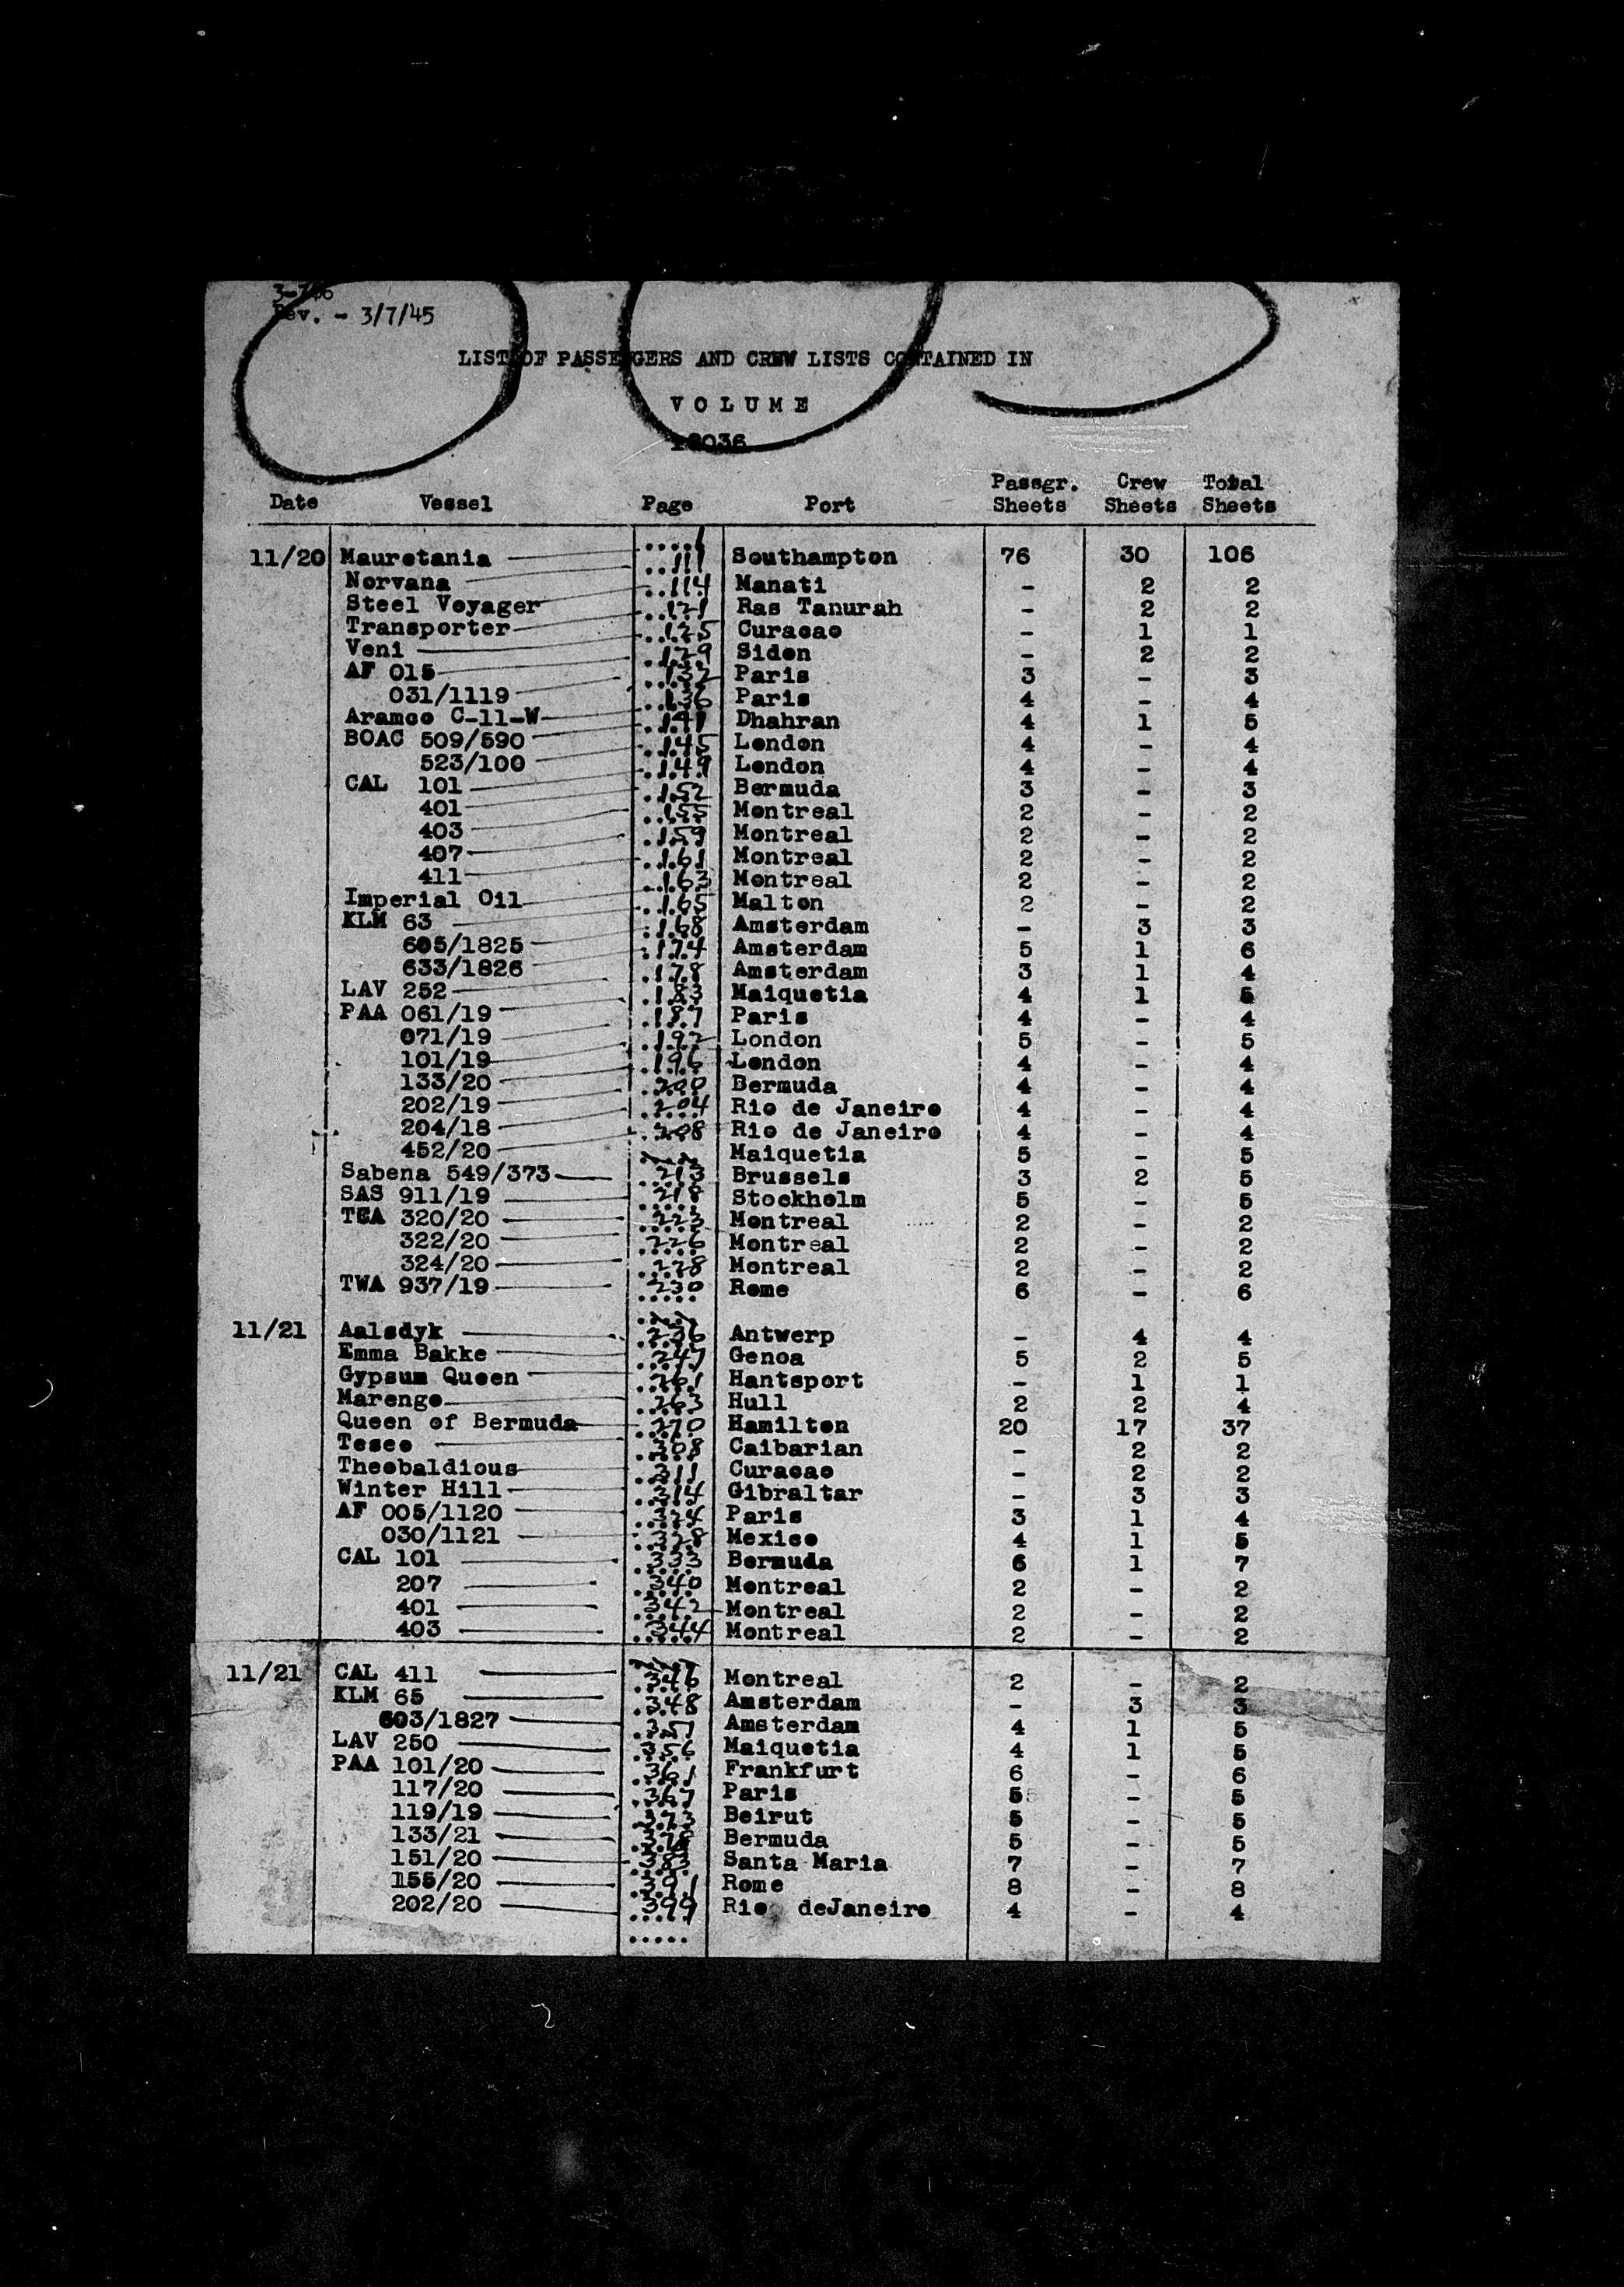 Rev. - 3/7/45
LIST OF PASSENGERS AND CREW LISTS CONTAINED IN
VOLUME
Date Vessel Page Port Passgr. Sheets Crew Sheets Total Sheets
11/20 Mauretania 1 Southampton 76 30 106
Norvana 111 Manati - 2 2
Steel Voyager 114 Ras Tanurah - 2 2
Transporter 121 Curacao - 1 1
Veni 125 Sidon - 2 2
AF 015 129 Paris 3 - 3
031/1119 132 Paris 4 - 4
Aramco C-11-W 136 Dhahran 4 1 5
BOAC 509/590 141 London 4 - 4
523/100 145 London 4 - 4
CAL 101 149 Bermuda 3 - 3
401 152 Montreal 2 - 2
403 155 Montreal 2 - 2
407 159 Montreal 2 - 2
411 161 Montreal 2 - 2
Imperial Oil 163 Malton 2 - 2
KLM 63 165 Amsterdam - 3 3
605/1825 168 Amsterdam 5 1 6
633/1826 174 Amsterdam 3 1 4
LAV 252 178 Maiquetia 4 1 5
PAA 061/19 183 Paris 4 - 4
071/19 187 London 5 - 5
101/19 192 London 4 - 4
133/20 196 Bermuda 4 - 4
202/19 200 Rio de Janeiro 4 - 4
204/18 204 Rio de Janeiro 4 - 4
452/20 208 Maiquetia 5 - 5
Sabena 549/373 213 Brussels 3 2 5
SAS 911/19 218 Stockholm 5 - 5
TCA 320/20 223 Montreal 2 - 2
322/20 226 Montreal 2 - 2
324/20 228 Montreal 2 - 2
TWA 937/19 230 Rome 6 - 6
11/21 Aalsdyk 236 Antwerp - 4 4
Emma Bakke 247 Genoa 5 2 5
Gypsum Queen 261 Hantsport - 1 1
Marengo 263 Hull 2 2 4
Queen of Bermuda 270 Hamilton 20 17 37
Teseo 308 Caibarian - 2 2
Theobaldious 311 Curacao - 2 2
Winter Hill 314 Gibraltar - 3 3
AF 005/1120 324 Paris 3 1 4
030/1121 328 Mexico 4 1 5
CAL 101 333 Bermuda 6 1 7
207 340 Montreal 2 - 2
401 342 Montreal 2 - 2
403 344 Montreal 2 - 2
11/21 CAL 411 346 Montreal 2 - 2
KLM 65 348 Amsterdam - 3 3
603/1827 351 Amsterdam 4 1 5
LAV 250 356 Maiquetia 4 1 5
PAA 101/20 361 Frankfurt 6 - 6
117/20 367 Paris 5 - 5
119/19 373 Beirut 5 - 5
133/21 378 Bermuda 5 - 5
151/20 383 Santa Maria 7 - 7
155/20 391 Rome 8 - 8
202/20 399 Rio deJaneiro 4 - 4